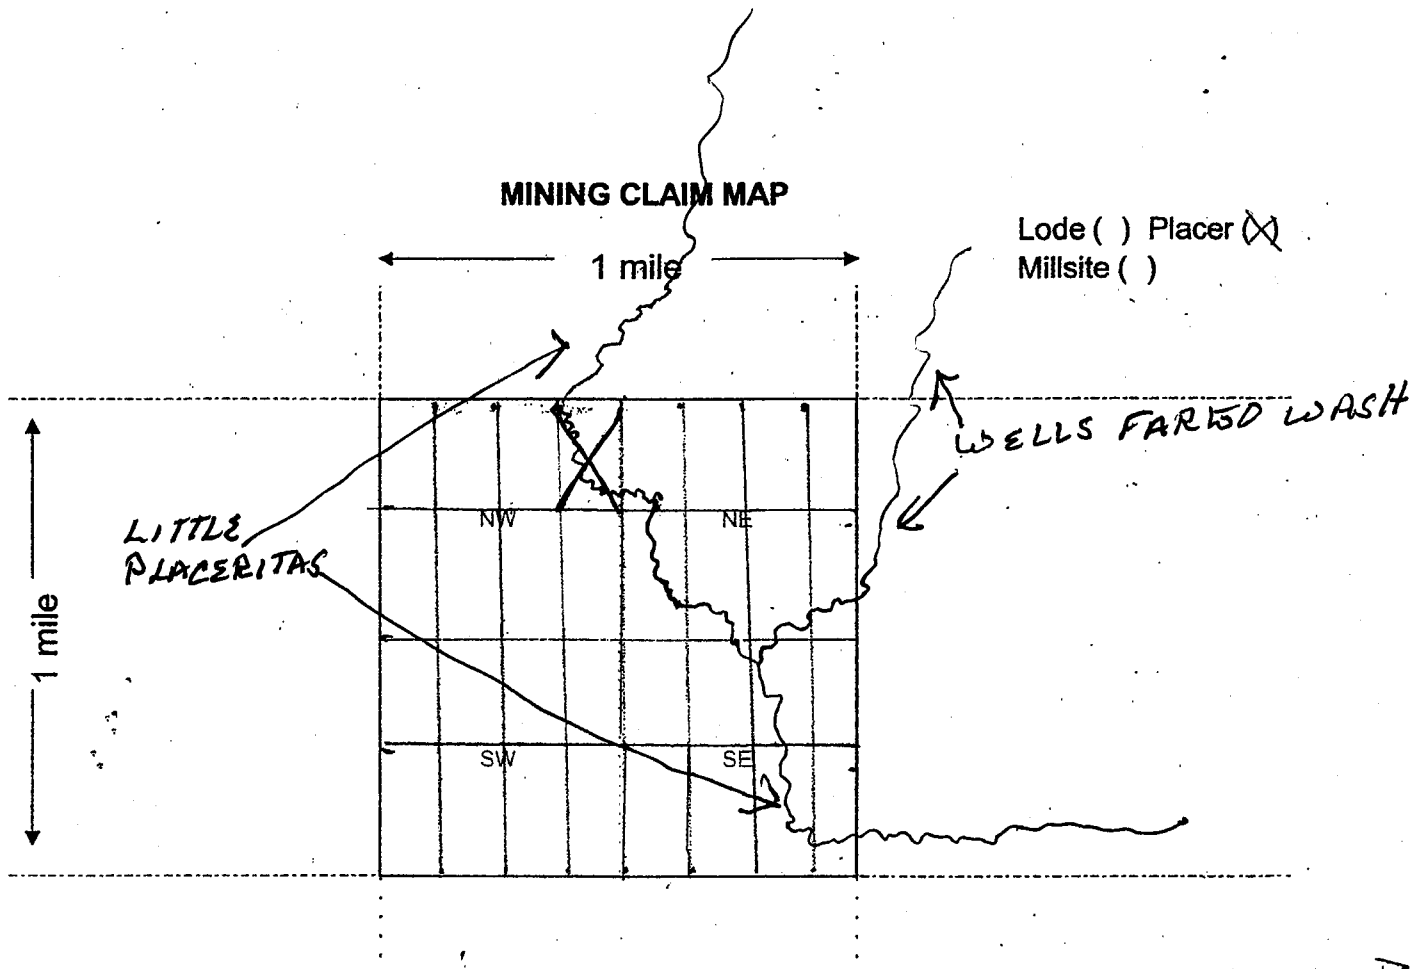 MINING CLAIM MAP
Lode ( ) Placer (X)
Millsite ( )
1 mile
WELLS FARGO WASH
LITTLE
PLACERITAS
1 mile
NW
NE
SW
SE